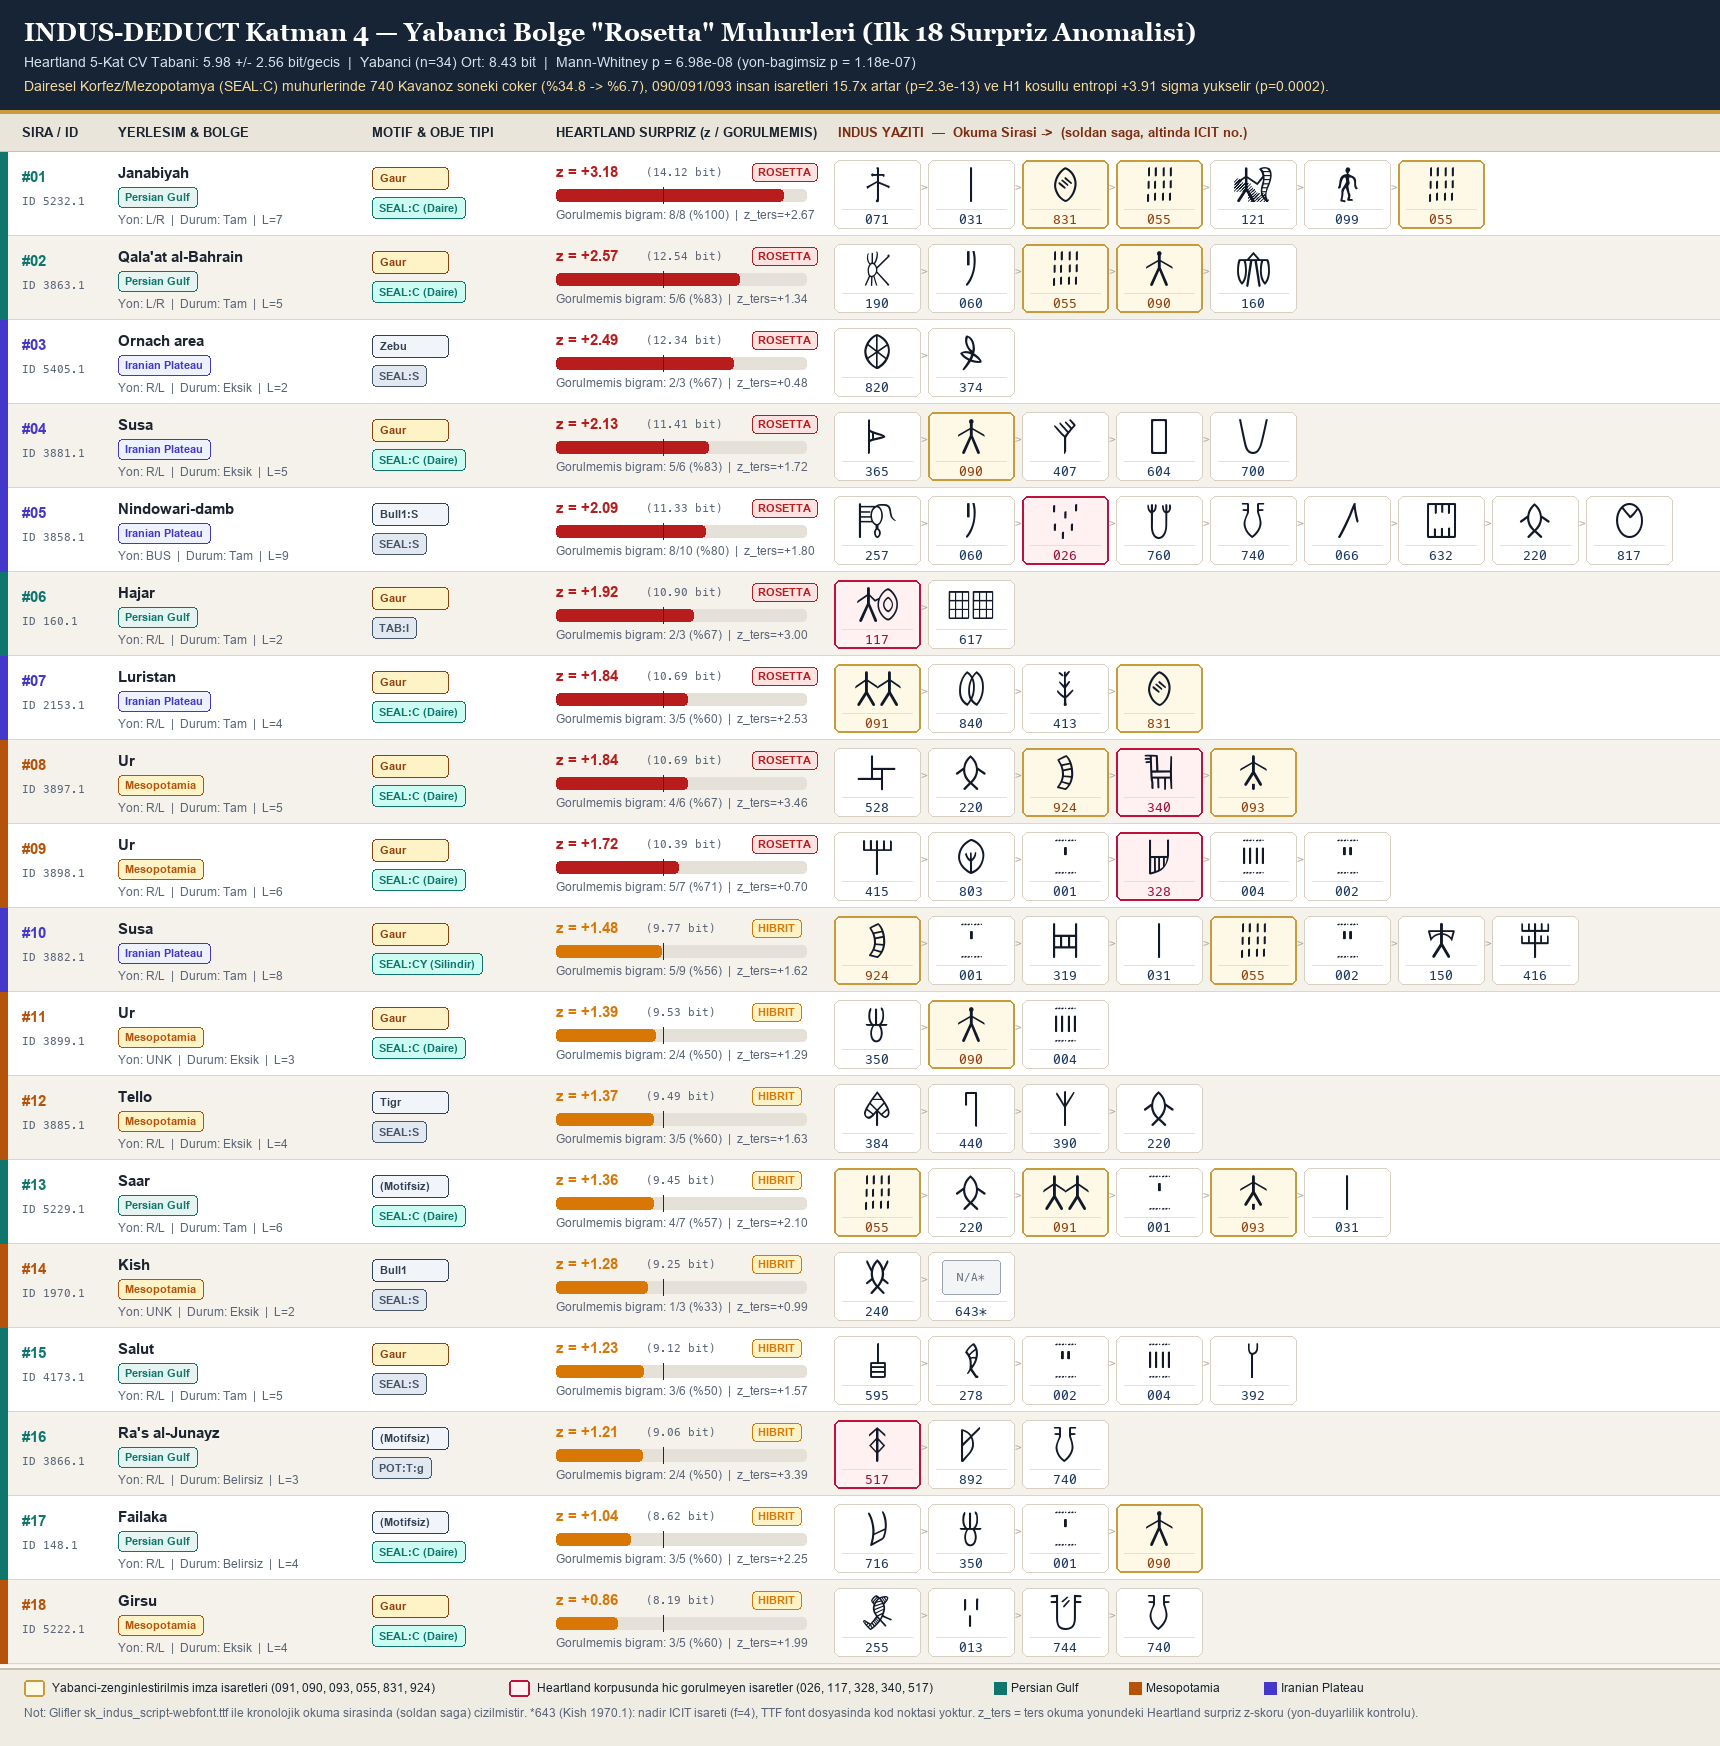 INDUS-DEDUCT Katman 4 — Yabanci Bolge "Rosetta" Muhurleri (Ilk 18 Surpriz Anomalisi)
Heartland 5-Kat CV Tabani: 5.98 +/- 2.56 bit/gecis | Yabanci (n=34) Ort: 8.43 bit | Mann-Whitney p = 6.98e-08 (yon-bagimsiz p = 1.18e-07)
Dairesel Korfez/Mezopotamya (SEAL:C) muhurlerinde 740 Kavanoz soneki coker (%34.8 -> %6.7), 090/091/093 insan isaretleri 15.7x artar (p=2.3e-13) ve H1 kosullu entropi +3.91 sigma yukselir (p=0.0002).
SIRA / ID YERLESIM & BOLGE MOTIF & OBJE TIPI HEARTLAND SURPRIZ (z / GORULMEMIS) INDUS YAZITI — Okuma Sirasi -> (soldan saga, altinda ICIT no.)
#01 Janabiyah Gaur z = +3.18 (14.12 bit) ROSETTA
ID 5232.1 Persian Gulf SEAL:C (Daire)
Yon: L/R | Durum: Tam | L=7 Gorulmemis bigram: 8/8 (%100) | z_ters=+2.67 071 > 031 > 831 > 055 > 121 > 099 > 055
#02 Qala'at al-Bahrain Gaur z = +2.57 (12.54 bit) ROSETTA
ID 3863.1 Persian Gulf SEAL:C (Daire)
Yon: L/R | Durum: Tam | L=5 Gorulmemis bigram: 5/6 (%83) | z_ters=+1.34 190 > 060 > 055 > 090 > 160
#03 Ornach area Zebu z = +2.49 (12.34 bit) ROSETTA
ID 5405.1 Iranian Plateau SEAL:S
Yon: R/L | Durum: Eksik | L=2 Gorulmemis bigram: 2/3 (%67) | z_ters=+0.48 820 > 374
#04 Susa Gaur z = +2.13 (11.41 bit) ROSETTA
ID 3881.1 Iranian Plateau SEAL:C (Daire)
Yon: R/L | Durum: Eksik | L=5 Gorulmemis bigram: 5/6 (%83) | z_ters=+1.72 365 > 090 > 407 > 604 > 700
#05 Nindowari-damb Bull1:S z = +2.09 (11.33 bit) ROSETTA
ID 3858.1 Iranian Plateau SEAL:S
Yon: BUS | Durum: Tam | L=9 Gorulmemis bigram: 8/10 (%80) | z_ters=+1.80 257 > 060 > 026 > 760 > 740 > 066 > 632 > 220 > 817
#06 Hajar Gaur z = +1.92 (10.90 bit) ROSETTA
ID 160.1 Persian Gulf TAB:I
Yon: R/L | Durum: Tam | L=2 Gorulmemis bigram: 2/3 (%67) | z_ters=+3.00 117 > 617
#07 Luristan Gaur z = +1.84 (10.69 bit) ROSETTA
ID 2153.1 Iranian Plateau SEAL:C (Daire)
Yon: R/L | Durum: Tam | L=4 Gorulmemis bigram: 3/5 (%60) | z_ters=+2.53 091 > 840 > 413 > 831
#08 Ur Gaur z = +1.84 (10.69 bit) ROSETTA
ID 3897.1 Mesopotamia SEAL:C (Daire)
Yon: R/L | Durum: Tam | L=5 Gorulmemis bigram: 4/6 (%67) | z_ters=+3.46 528 > 220 > 924 > 340 > 093
#09 Ur Gaur z = +1.72 (10.39 bit) ROSETTA
ID 3898.1 Mesopotamia SEAL:C (Daire)
Yon: R/L | Durum: Tam | L=6 Gorulmemis bigram: 5/7 (%71) | z_ters=+0.70 415 > 803 > 001 > 328 > 004 > 002
#10 Susa Gaur z = +1.48 (9.77 bit) HIBRIT
ID 3882.1 Iranian Plateau SEAL:CY (Silindir)
Yon: R/L | Durum: Tam | L=8 Gorulmemis bigram: 5/9 (%56) | z_ters=+1.62 924 > 001 > 319 > 031 > 055 > 002 > 150 > 416
#11 Ur Gaur z = +1.39 (9.53 bit) HIBRIT
ID 3899.1 Mesopotamia SEAL:C (Daire)
Yon: UNK | Durum: Eksik | L=3 Gorulmemis bigram: 2/4 (%50) | z_ters=+1.29 350 > 090 > 004
#12 Tello Tigr z = +1.37 (9.49 bit) HIBRIT
ID 3885.1 Mesopotamia SEAL:S
Yon: R/L | Durum: Eksik | L=4 Gorulmemis bigram: 3/5 (%60) | z_ters=+1.63 384 > 440 > 390 > 220
#13 Saar (Motifsiz) z = +1.36 (9.45 bit) HIBRIT
ID 5229.1 Persian Gulf SEAL:C (Daire)
Yon: R/L | Durum: Tam | L=6 Gorulmemis bigram: 4/7 (%57) | z_ters=+2.10 055 > 220 > 091 > 001 > 093 > 031
#14 Kish Bull1 z = +1.28 (9.25 bit) HIBRIT
ID 1970.1 Mesopotamia SEAL:S N/A*
Yon: UNK | Durum: Eksik | L=2 Gorulmemis bigram: 1/3 (%33) | z_ters=+0.99 240 > 643*
#15 Salut Gaur z = +1.23 (9.12 bit) HIBRIT
ID 4173.1 Persian Gulf SEAL:S
Yon: R/L | Durum: Tam | L=5 Gorulmemis bigram: 3/6 (%50) | z_ters=+1.57 595 > 278 > 002 > 004 > 392
#16 Ra's al-Junayz (Motifsiz) z = +1.21 (9.06 bit) HIBRIT
ID 3866.1 Persian Gulf POT:T:g
Yon: R/L | Durum: Belirsiz | L=3 Gorulmemis bigram: 2/4 (%50) | z_ters=+3.39 517 > 892 > 740
#17 Failaka (Motifsiz) z = +1.04 (8.62 bit) HIBRIT
ID 148.1 Persian Gulf SEAL:C (Daire)
Yon: R/L | Durum: Belirsiz | L=4 Gorulmemis bigram: 3/5 (%60) | z_ters=+2.25 716 > 350 > 001 > 090
#18 Girsu Gaur z = +0.86 (8.19 bit) HIBRIT
ID 5222.1 Mesopotamia SEAL:C (Daire)
Yon: R/L | Durum: Eksik | L=4 Gorulmemis bigram: 3/5 (%60) | z_ters=+1.99 255 > 013 > 744 > 740
Yabanci-zenginlestirilmis imza isaretleri (091, 090, 093, 055, 831, 924) Heartland korpusunda hic gorulmeyen isaretler (026, 117, 328, 340, 517) Persian Gulf Mesopotamia Iranian Plateau
Not: Glifler sk_indus_script-webfont.ttf ile kronolojik okuma sirasinda (soldan saga) cizilmistir. *643 (Kish 1970.1): nadir ICIT isareti (f=4), TTF font dosyasinda kod noktasi yoktur. z_ters = ters okuma yonundeki Heartland surpriz z-skoru (yon-duyarlilik kontrolu).